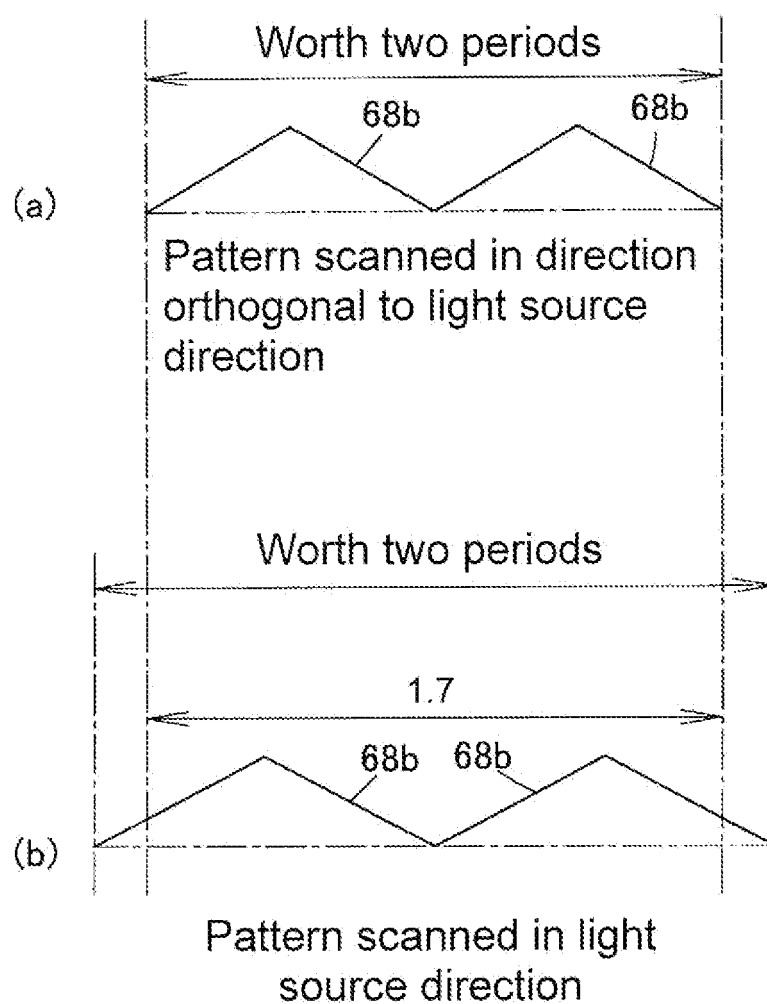 Worth two periods
68b
68b
(a)
Pattern scanned in direction
orthogonal to light source
direction
Worth two periods
1.7
68b
68b
(b)
Pattern scanned in light
source direction